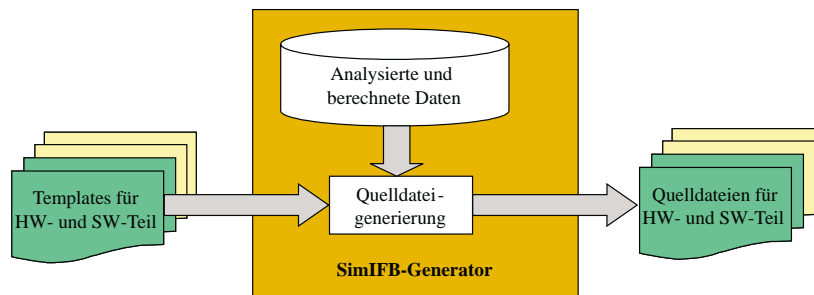 Analysierte und
berechnete Daten
Templates für
HW- und SW-Teil
Quelldatei-
generierung
Quelldateien für
HW- und SW-Teil
SimIFB-Generator